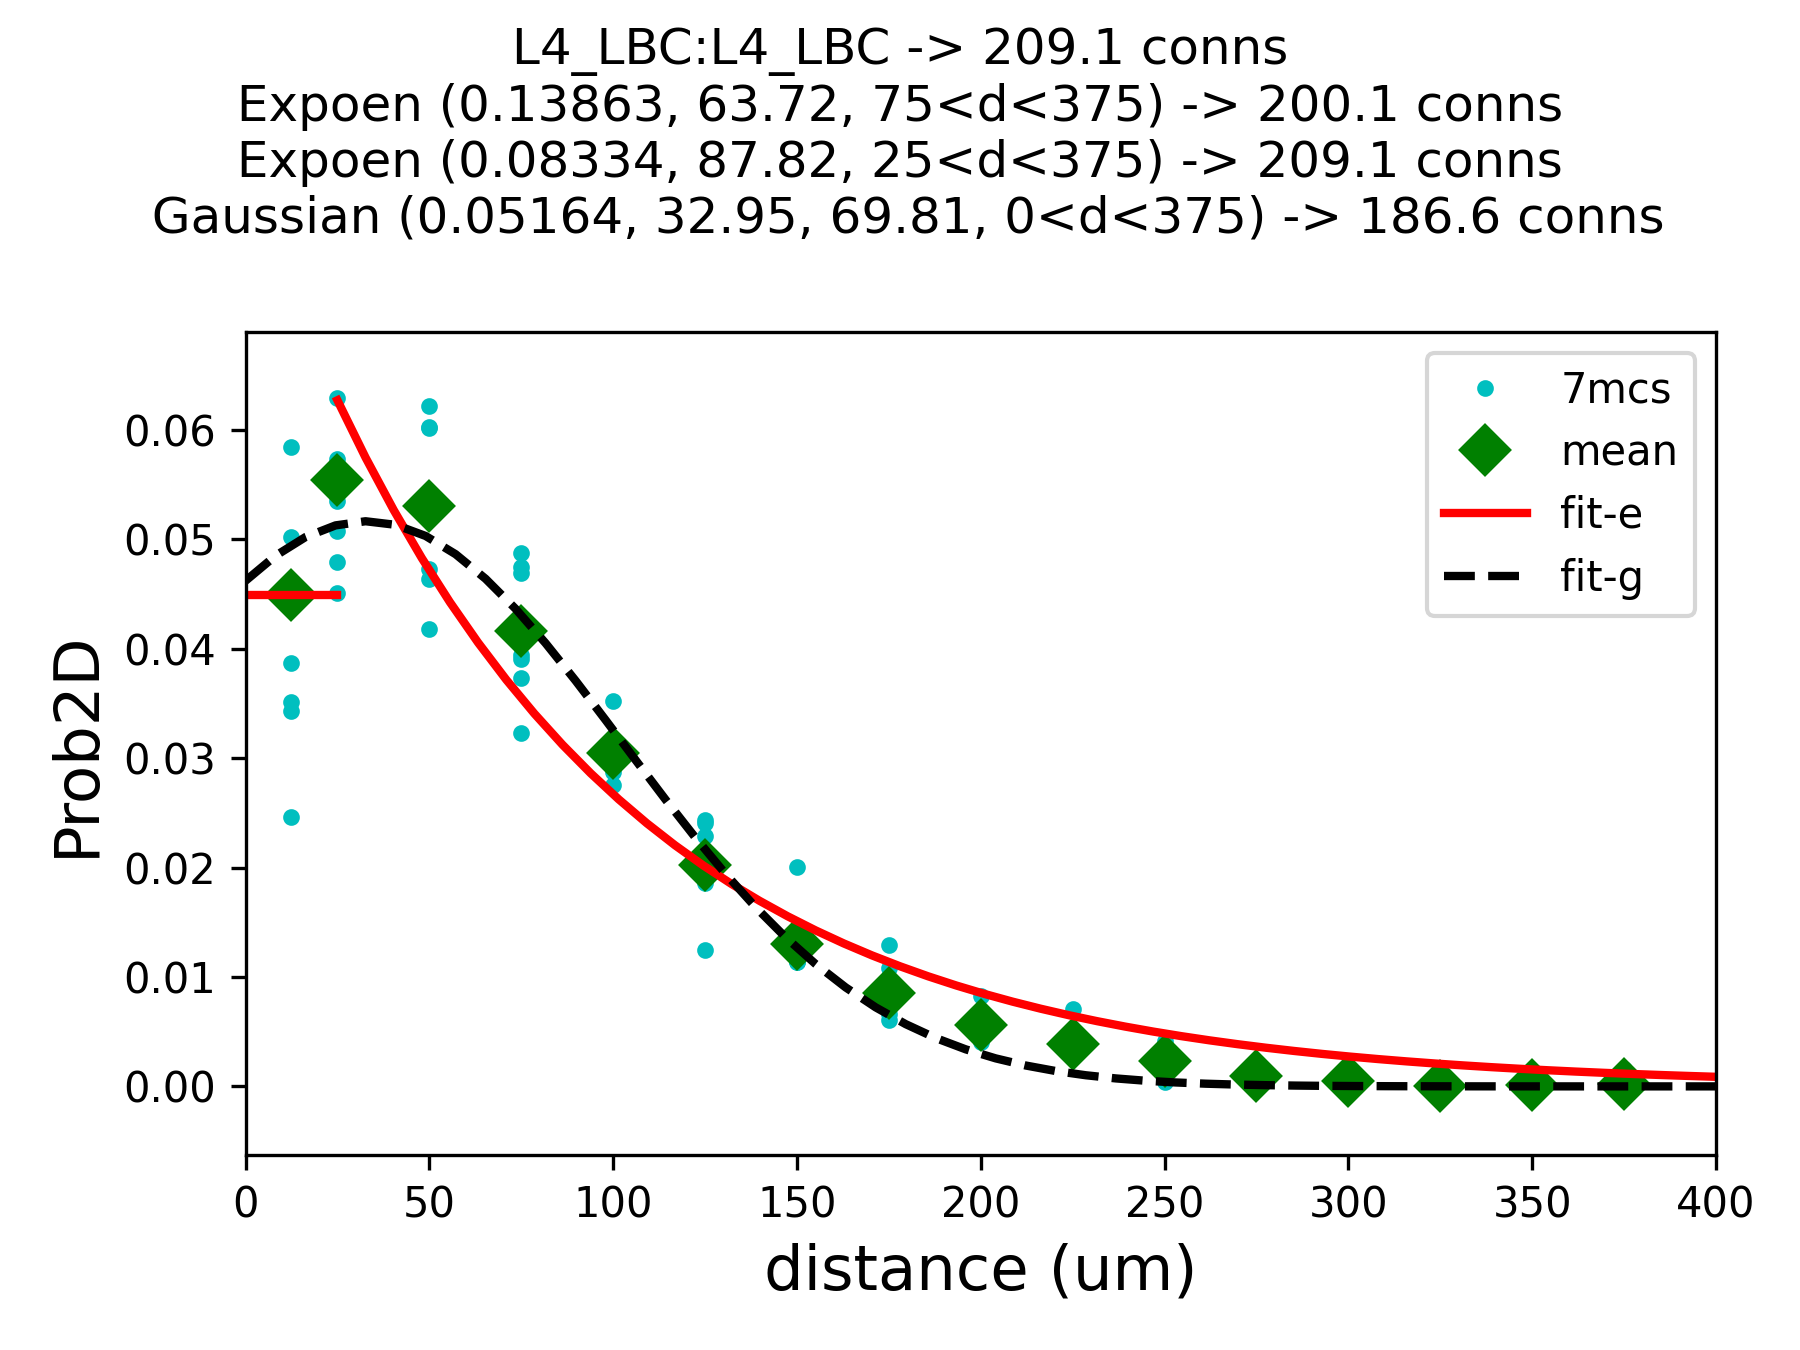 L4_LBC:L4_LBC -> 209.1 conns
Expoen (0.13863, 63.72, 75<d<375) -> 200.1 conns
Expoen (0.08334, 87.82, 25<d<375) -> 209.1 conns
Gaussian (0.05164, 32.95, 69.81, 0<d<375) -> 186.6 conns
7mcs
mean
fit-e
fit-g
Prob2D
0.06
0.05
0.04
0.03
0.02
0.01
0.00
0 50 100 150 200 250 300 350 400
distance (um)